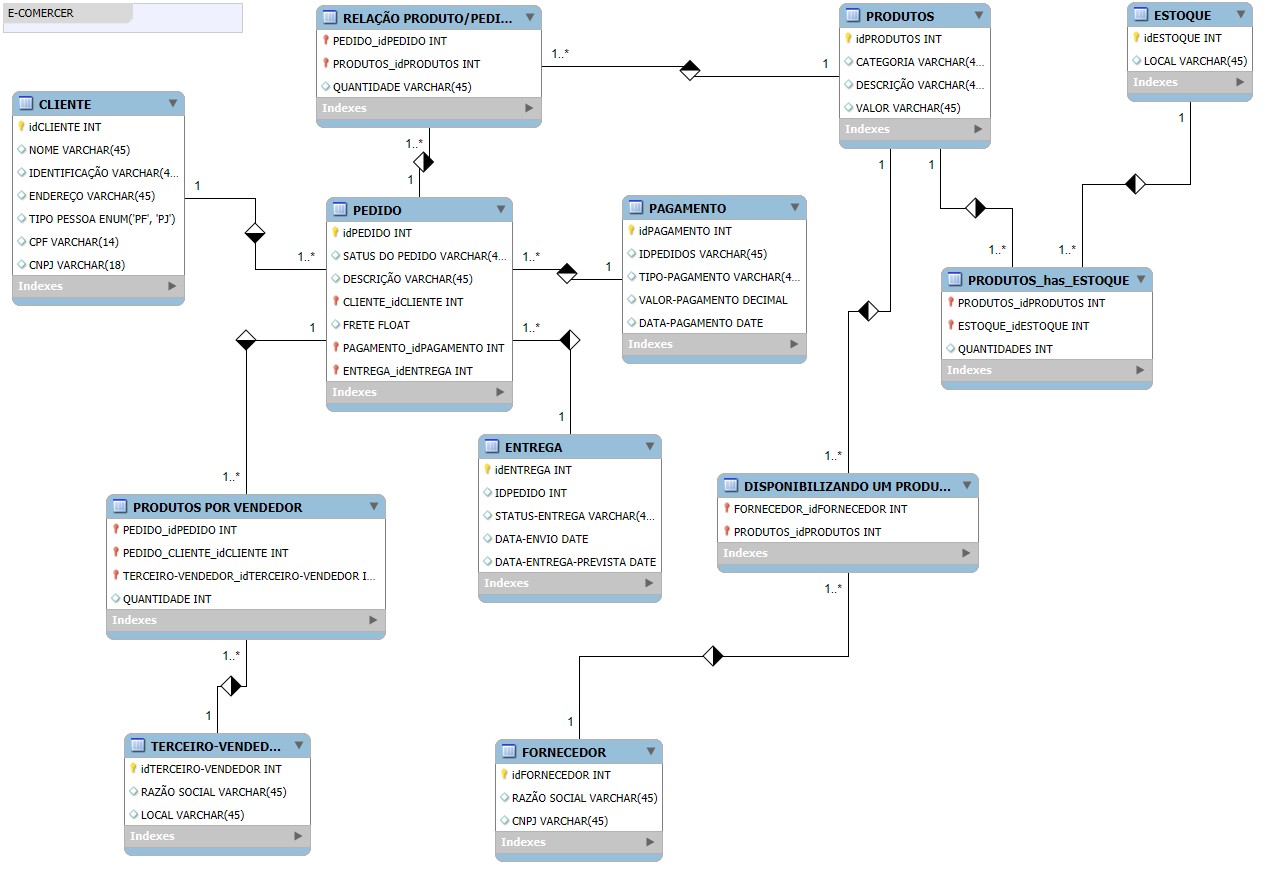 E-COMERCER
RELAÇÃO PRODUTO/PEDI...
PEDIDO_idPEDIDO INT
PRODUTOS_idPRODUTOS INT
QUANTIDADE VARCHAR(45)
Indexes
1..*
1
PRODUTOS
idPRODUTOS INT
CATEGORIA VARCHAR(4...
DESCRIÇÃO VARCHAR(4...
VALOR VARCHAR(45)
Indexes
ESTOQUE
idESTOQUE INT
LOCAL VARCHAR(45)
Indexes
1
CLIENTE
idCLIENTE INT
NOME VARCHAR(45)
IDENTIFICAÇÃO VARCHAR(4...
ENDEREÇO VARCHAR(45)
TIPO PESSOA ENUM('PF', 'PJ')
CPF VARCHAR(14)
CNPJ VARCHAR(18)
Indexes
1
1..*
1..*
1
PEDIDO
idPEDIDO INT
SATUS DO PEDIDO VARCHAR(4...
DESCRIÇÃO VARCHAR(45)
CLIENTE_idCLIENTE INT
FRETE FLOAT
PAGAMENTO_idPAGAMENTO INT
ENTREGA_idENTREGA INT
Indexes
1..*
1
PAGAMENTO
idPAGAMENTO INT
IDPEDIDOS VARCHAR(45)
TIPO-PAGAMENTO VARCHAR(4...
VALOR-PAGAMENTO DECIMAL
DATA-PAGAMENTO DATE
Indexes
1
1
1..*
1..*
PRODUTOS_has_ESTOQUE
PRODUTOS_idPRODUTOS INT
ESTOQUE_idESTOQUE INT
QUANTIDADES INT
Indexes
1
1..*
1..*
1
ENTREGA
idENTREGA INT
IDPEDIDO INT
STATUS-ENTREGA VARCHAR(4...
DATA-ENVIO DATE
DATA-ENTREGA-PREVISTA DATE
Indexes
1..*
DISPONIBILIZANDO UM PRODU...
FORNECEDOR_idFORNECEDOR INT
PRODUTOS_idPRODUTOS INT
Indexes
1..*
1..*
PRODUTOS POR VENDEDOR
PEDIDO_idPEDIDO INT
PEDIDO_CLIENTE_idCLIENTE INT
TERCEIRO-VENDEDOR_idTERCEIRO-VENDEDOR I...
QUANTIDADE INT
Indexes
1..*
1
TERCEIRO-VENDED...
idTERCEIRO-VENDEDOR INT
RAZÃO SOCIAL VARCHAR(45)
LOCAL VARCHAR(45)
Indexes
1
FORNECEDOR
idFORNECEDOR INT
RAZÃO SOCIAL VARCHAR(45)
CNPJ VARCHAR(45)
Indexes